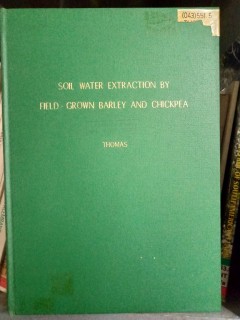 SOIL WATER EXTRACTION BY
FIELD-GROWN BARLEY AND CHICKPEA
THOMAS